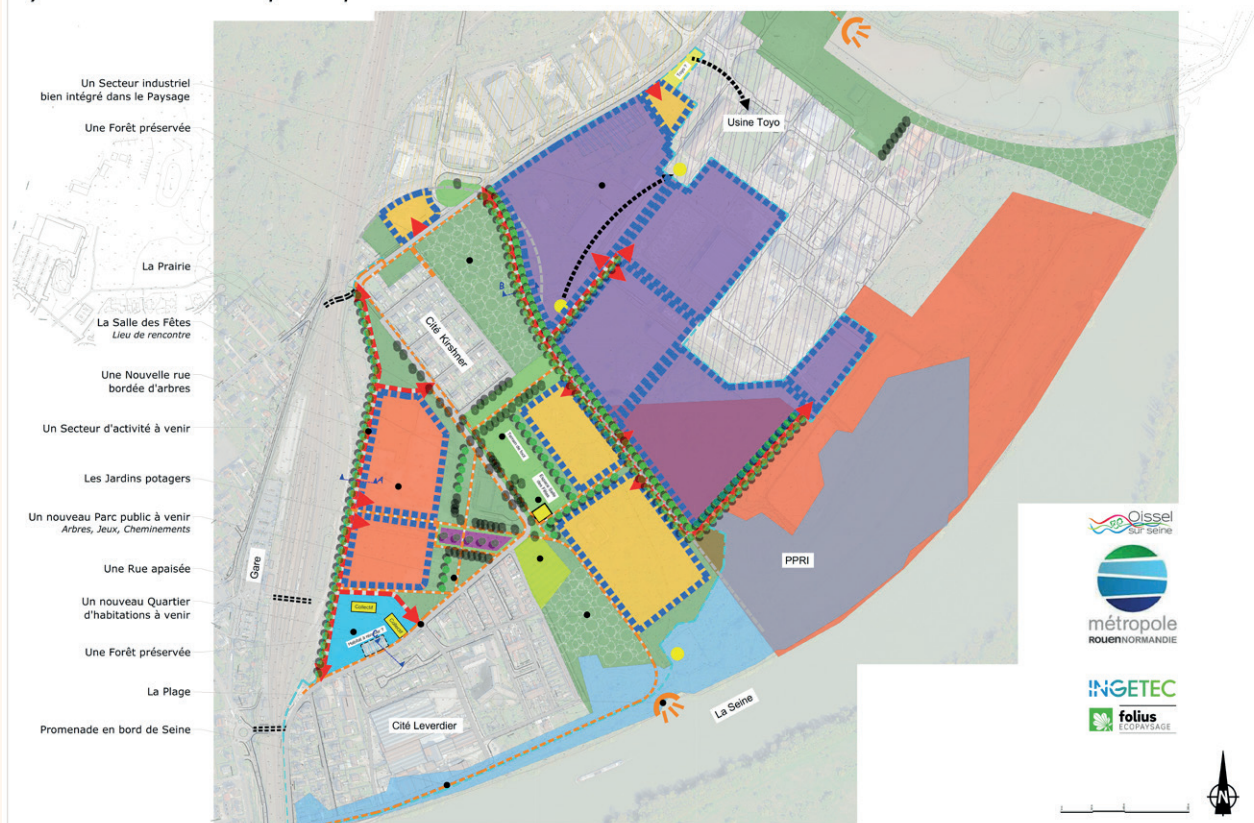 Un Secteur industriel
bien intégré dans le Paysage
Une Forêt préservée
La Prairie
La Salle des Fêtes
Lieu de rencontre
Une Nouvelle rue
bordée d'arbres
Un Secteur d'activité à venir
Les Jardins potagers
Un nouveau Parc public à venir
Arbres, Jeux, Cheminements
Une Rue apaisée
Un nouveau Quartier
d'habitations à venir
Une Forêt préservée
La Plage
Promenade en bord de Seine
Usine Toyo
Cité Kirshner
B
A
A
Gare
Collectif
Collectif
PPRI
Cité Leverdier
La Seine
Oissel
sur seine
métropole
ROUENNORMANDIE
INGETEC
folius
ECOPAYSAGE
N